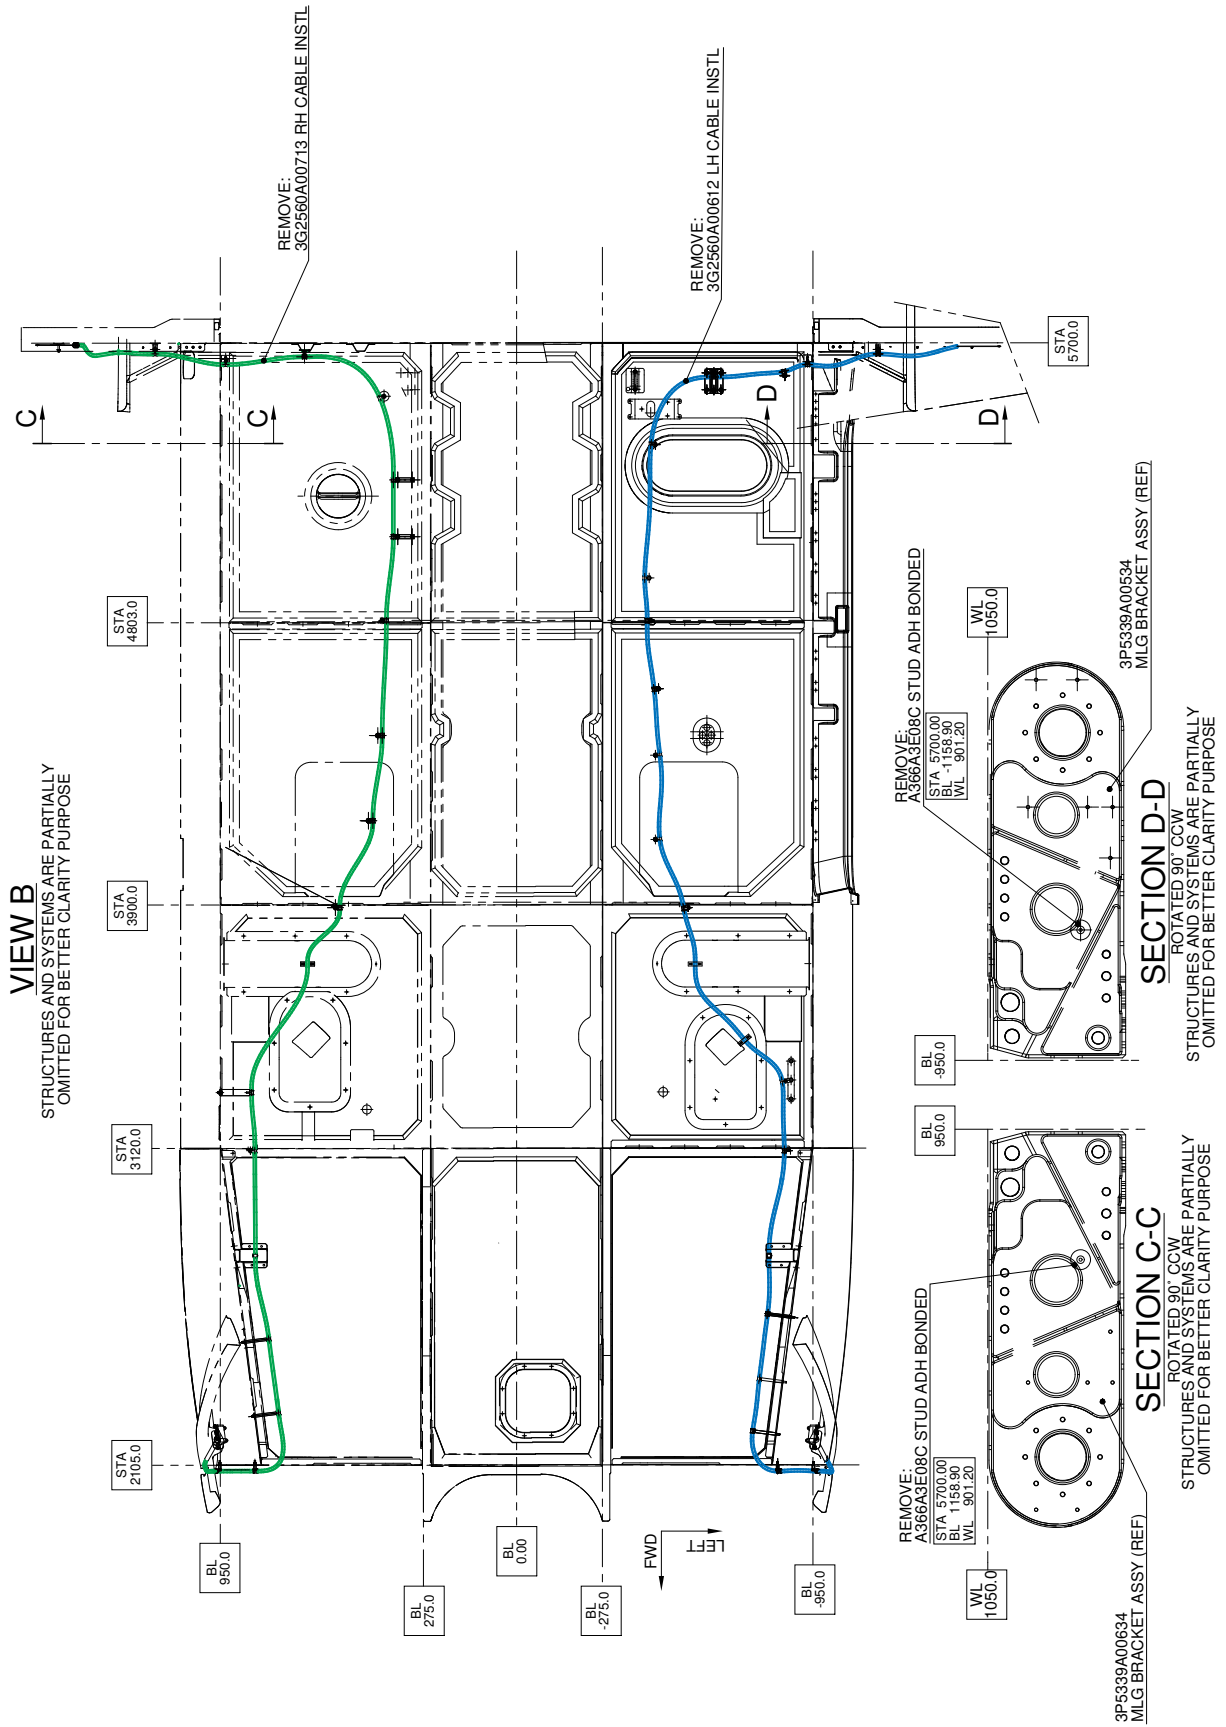 VIEW B
STRUCTURES AND SYSTEMS ARE PARTIALLY
OMITTED FOR BETTER CLARITY PURPOSE
STA
2105.0
STA
3120.0
STA
3900.0
STA
4803.0
C
C
REMOVE:
3G2560A00713 RH CABLE INSTL
BL
950.0
BL
275.0
BL
0.00
BL
-275.0
BL
-950.0
FWD
LEFT
REMOVE:
3G2560A00612 LH CABLE INSTL
D
D
STA
5700.0
REMOVE:
A366A3E08C STUD ADH BONDED
STA 5700.00
BL 1158.90
WL 901.20
WL
1050.0
BL
950.0
3P5339A00634
MLG BRACKET ASSY (REF)
SECTION C-C
ROTATED 90° CCW
STRUCTURES AND SYSTEMS ARE PARTIALLY
OMITTED FOR BETTER CLARITY PURPOSE
REMOVE:
A366A3E08C STUD ADH BONDED
STA 5700.00
BL -1158.90
WL 901.20
BL
-950.0
WL
1050.0
3P5339A00534
MLG BRACKET ASSY (REF)
SECTION D-D
ROTATED 90° CCW
STRUCTURES AND SYSTEMS ARE PARTIALLY
OMITTED FOR BETTER CLARITY PURPOSE